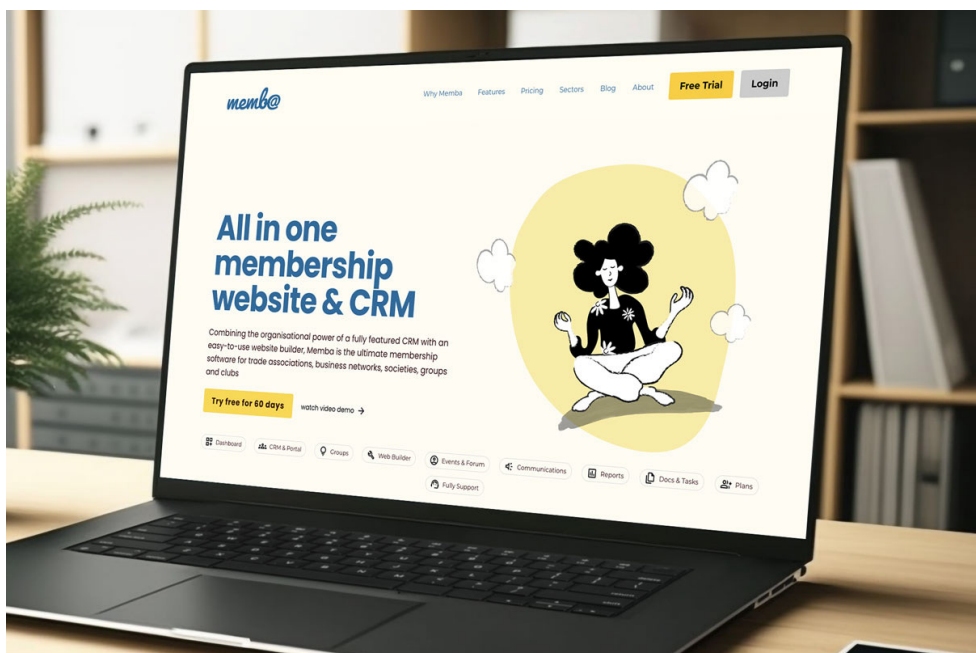 memb@
Why Memba Features Pricing Sectors Blog About Free Trial Login
All in one
membership
website & CRM
Combining the organisational power of a fully featured CRM with an
easy-to-use website builder, Memba is the ultimate membership
software for trade associations, business networks, societies, groups
and clubs
Try free for 60 days watch video demo →
Dashboard CRM & Portal Groups Web Builder Events & Forum Communications Reports Docs & Tasks Plans
Fully Support